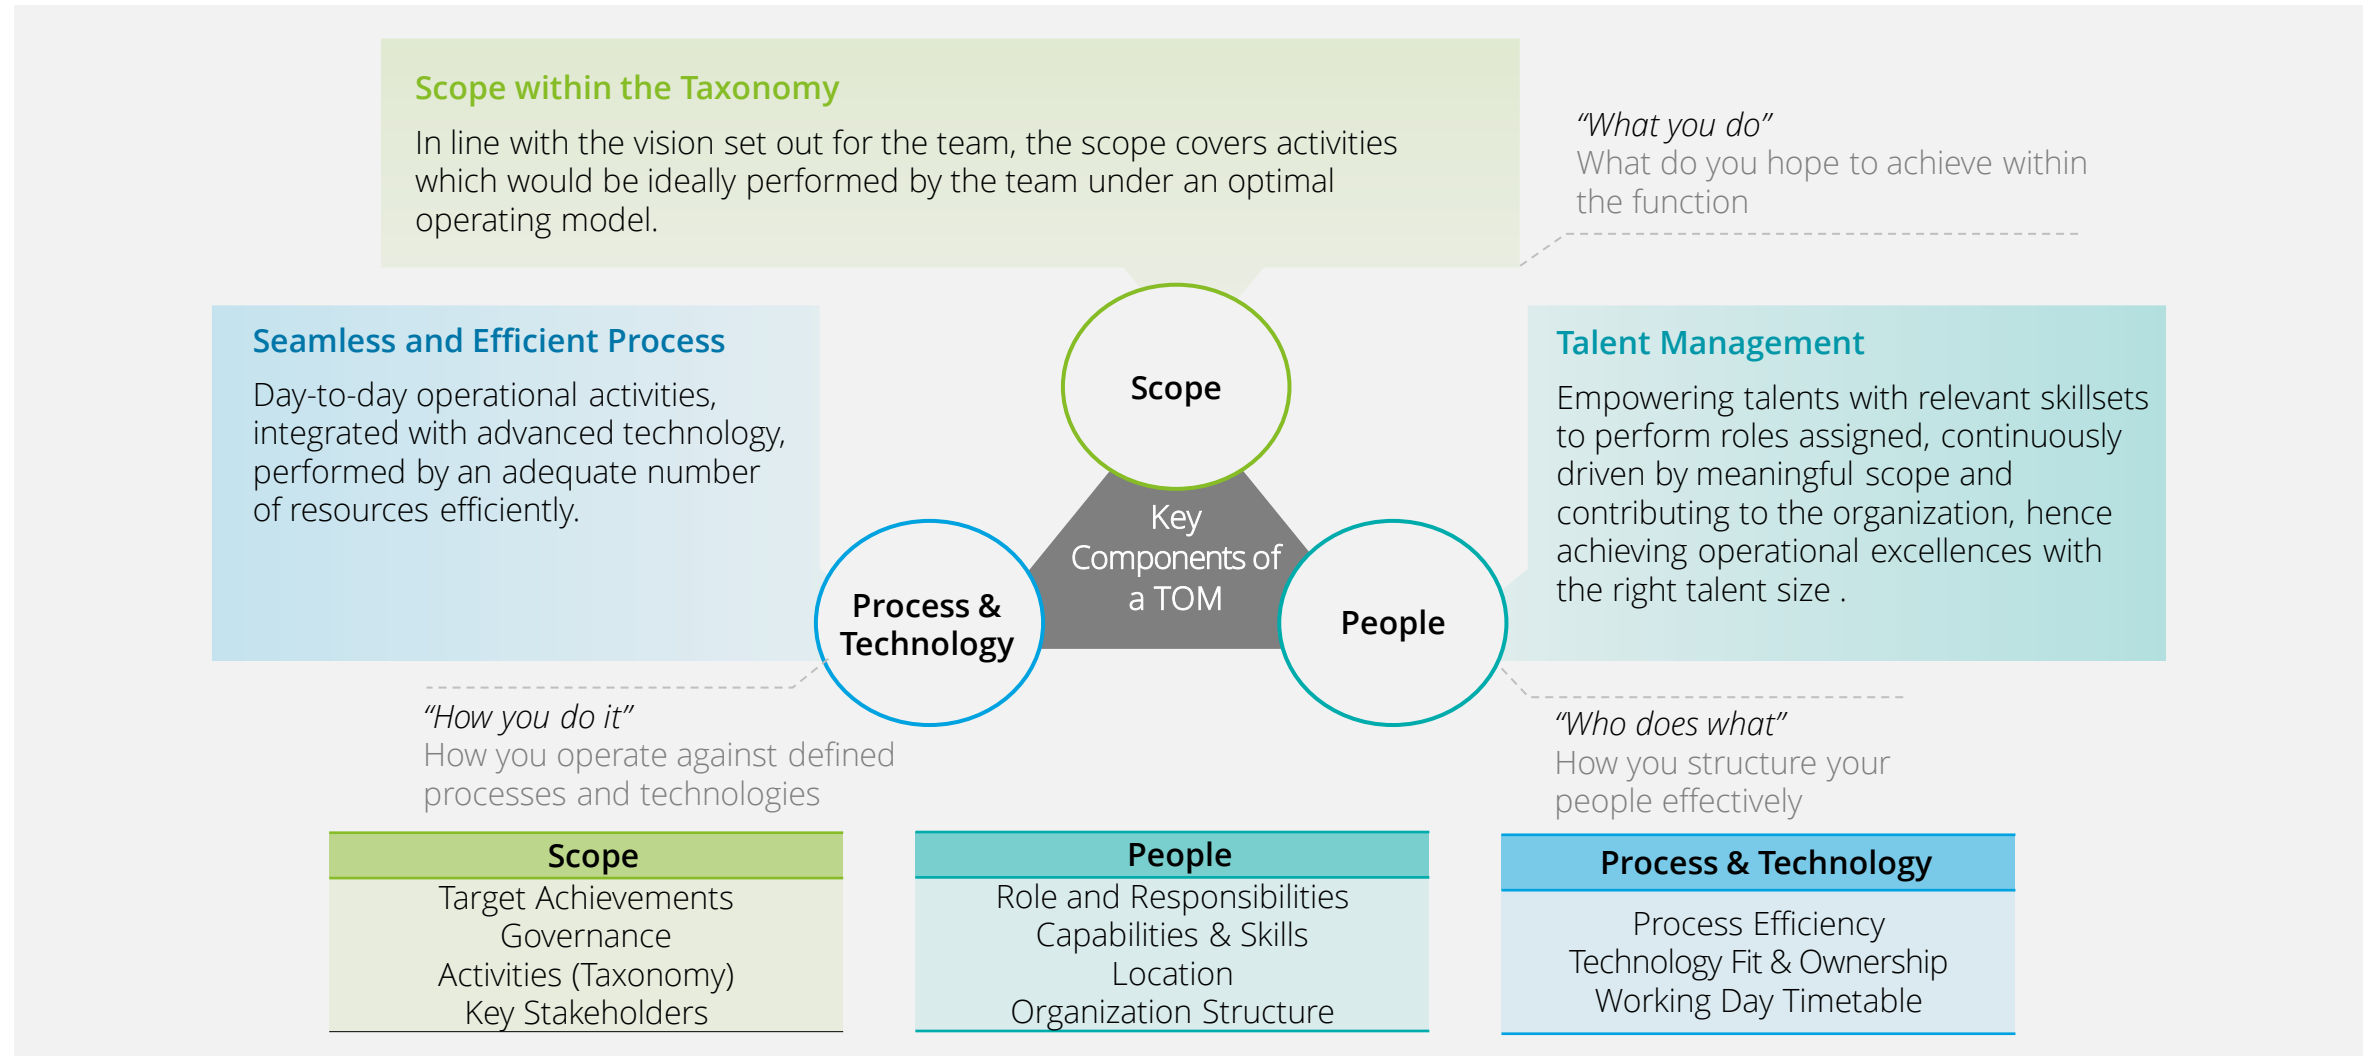 Scope within the Taxonomy
In line with the vision set out for the team, the scope covers activities
which would be ideally performed by the team under an optimal
operating model.
“What you do”
What do you hope to achieve within
the function
Seamless and Efficient Process
Day-to-day operational activities,
integrated with advanced technology,
performed by an adequate number
of resources efficiently.
Scope
Talent Management
Empowering talents with relevant skillsets
to perform roles assigned, continuously
driven by meaningful scope and
contributing to the organization, hence
achieving operational excellences with
the right talent size .
Key
Components of
a TOM
Process &
Technology
People
“How you do it”
How you operate against defined
processes and technologies
“Who does what”
How you structure your
people effectively
Scope
Target Achievements
Governance
Activities (Taxonomy)
Key Stakeholders
People
Role and Responsibilities
Capabilities & Skills
Location
Organization Structure
Process & Technology
Process Efficiency
Technology Fit & Ownership
Working Day Timetable